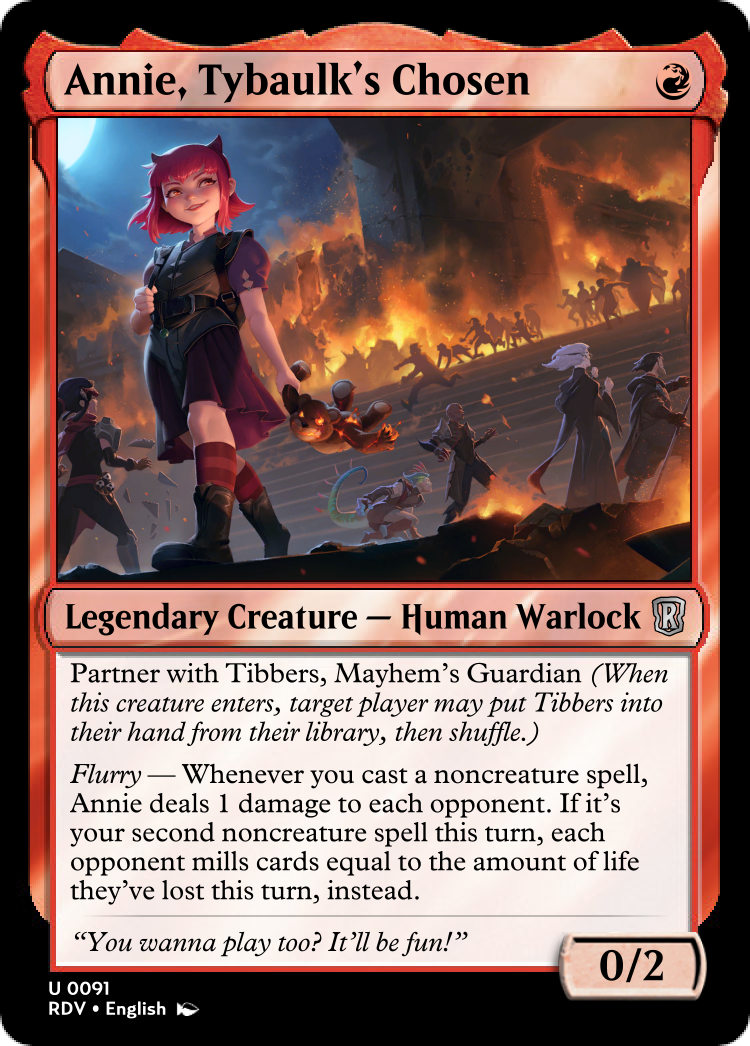 Annie, Tybaulk's Chosen
Legendary Creature — Human Warlock
R
Partner with Tibbers, Mayhem's Guardian (When
this creature enters, target player may put Tibbers into
their hand from their library, then shuffle.)
Flurry — Whenever you cast a noncreature spell,
Annie deals 1 damage to each opponent. If it's
your second noncreature spell this turn, each
opponent mills cards equal to the amount of life
they've lost this turn, instead.
"You wanna play too? It'll be fun!"
0/2
U 0091
RDV • English